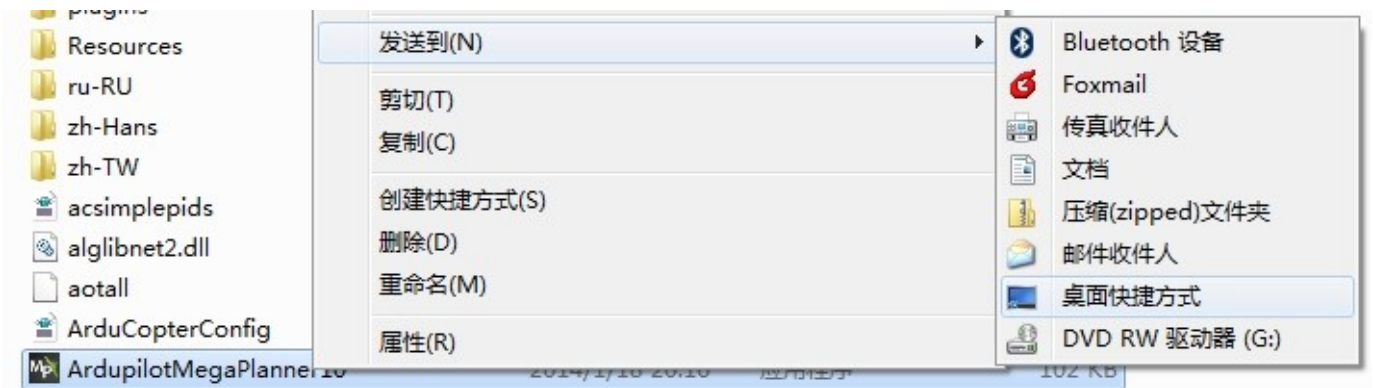 plugins
Resources
ru-RU
zh-Hans
zh-TW
acsimplepids
alglibnet2.dll
aotall
ArduCopterConfig
ArdupilotMegaPlanner10
2014/1/18 20:16 应用程序 102 KB
发送到(N)
剪切(T)
复制(C)
创建快捷方式(S)
删除(D)
重命名(M)
属性(R)
Bluetooth 设备
Foxmail
传真收件人
文档
压缩(zipped)文件夹
邮件收件人
桌面快捷方式
DVD RW 驱动器 (G:)